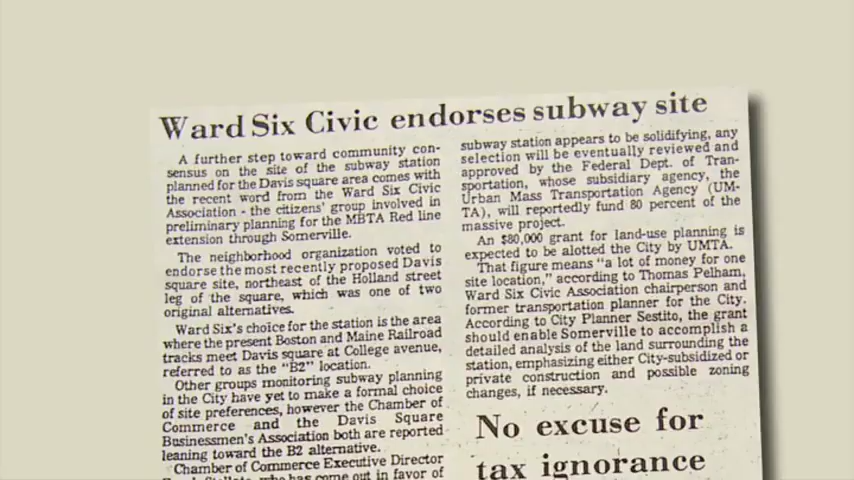 Ward Six Civic endorses subway site
A further step toward community con-
sensus on the site of the subway station
planned for the Davis square area comes with
the recent word from the Ward Six Civic
Association - the citizens' group involved in
preliminary planning for the MBTA Red line
extension through Somerville.
The neighborhood organization voted to
endorse the most recently proposed Davis
square site, northeast of the Holland street
leg of the square, which was one of two
original alternatives.
Ward Six's choice for the station is the area
where the present Boston and Maine Railroad
tracks meet Davis square at College avenue,
referred to as the "B2" location.
Other groups monitoring subway planning
in the City have yet to make a formal choice
of site preferences, however the Chamber of
Commerce and the Davis Square
Businessmen's Association both are reported
leaning toward the B2 alternative.
Chamber of Commerce Executive Director
who has come out in favor of
subway station appears to be solidifying, any
selection will be eventually reviewed and
approved by the Federal Dept. of Tran-
sportation, whose subsidiary agency, the
Urban Mass Transportation Agency (UM-
TA), will reportedly fund 80 percent of the
massive project.
An $80,000 grant for land-use planning is
expected to be alotted the City by UMTA.
That figure means "a lot of money for one
site location," according to Thomas Pelham,
Ward Six Civic Association chairperson and
former transportation planner for the City.
According to City Planner Sestito, the grant
should enable Somerville to accomplish a
detailed analysis of the land surrounding the
station, emphasizing either City-subsidized or
private construction and possible zoning
changes, if necessary.
No excuse for
tax ignorance